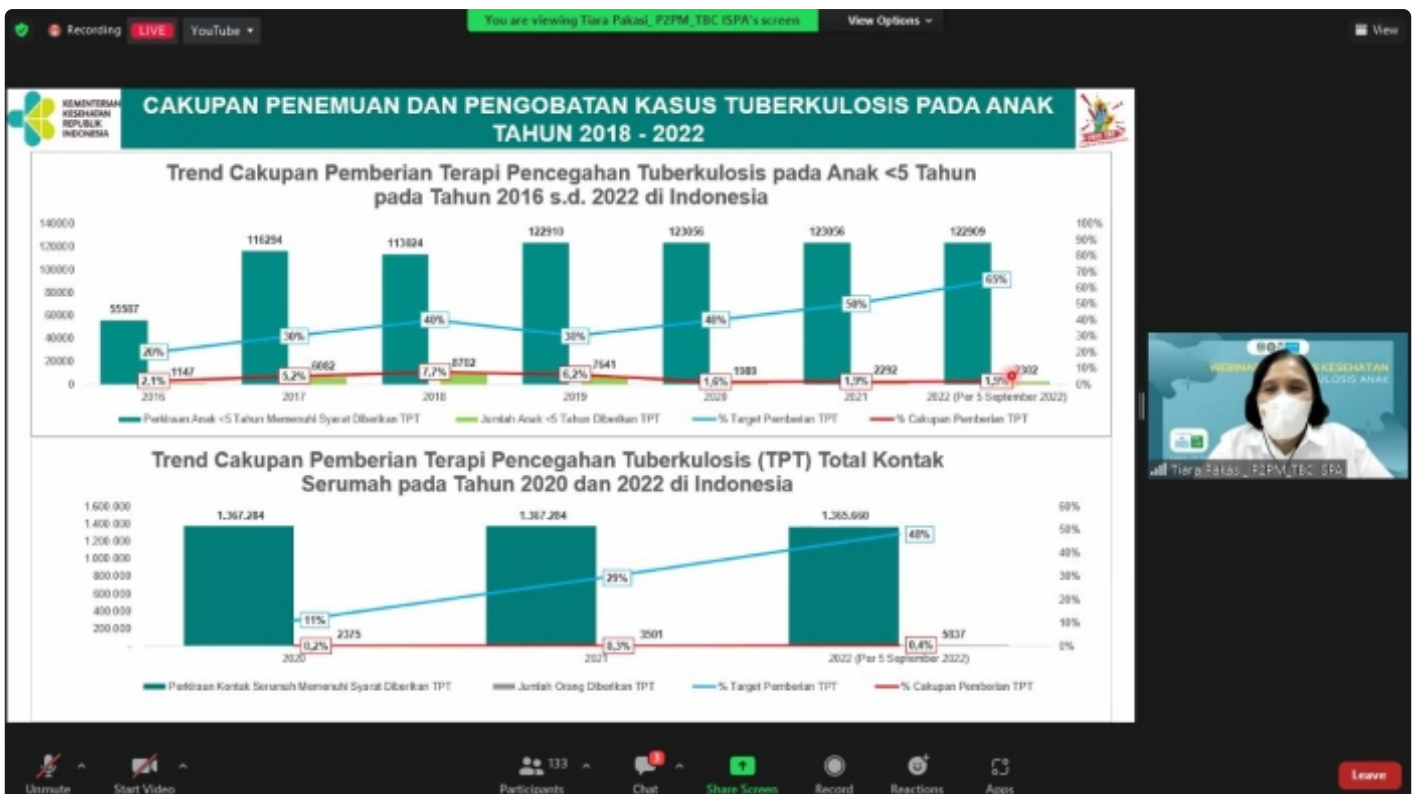 You are viewing Tiara Pakasi_ P2PM_TBC ISPA's screen
View Options
Recording
LIVE
YouTube
View
KEMENTERIAN
KESEHATAN
REPUBLIK
INDONESIA
CAKUPAN PENEMUAN DAN PENGOBATAN KASUS TUBERKULOSIS PADA ANAK
TAHUN 2018 - 2022
Trend Cakupan Pemberian Terapi Pencegahan Tuberkulosis pada Anak <5 Tahun
pada Tahun 2016 s.d. 2022 di Indonesia
140000
120000
100000
80000
60000
40000
20000
0
55507
116294
113024
122910
123056
123056
122909
100%
90%
80%
70%
60%
50%
40%
30%
20%
10%
0%
20%
30%
40%
30%
40%
50%
65%
2.1%
1147
5,2%
6002
7,7%
8702
6,2%
7641
1,6%
1989
1,9%
2292
1,9%
2302
2016
2017
2018
2019
2020
2021
2022 (Per 5 September 2022)
Perkiraan Anak <5 Tahun Memenuhi Syarat Diberikan TPT
Jumlah Anak <5 Tahun Diberikan TPT
% Target Pemberian TPT
% Cakupan Pemberian TPT
Trend Cakupan Pemberian Terapi Pencegahan Tuberkulosis (TPT) Total Kontak
Serumah pada Tahun 2020 dan 2022 di Indonesia
1.600.000
1.400.000
1.200.000
1.000.000
800.000
600.000
400.000
200.000
-
1.367.284
1.367.284
1.365.660
60%
50%
40%
30%
20%
10%
0%
11%
29%
48%
0,2%
2375
0,3%
3501
0,4%
5837
2020
2021
2022 (Per 5 September 2022)
Perkiraan Kontak Serumah Memenuhi Syarat Diberikan TPT
Jumlah Orang Diberikan TPT
% Target Pemberian TPT
% Cakupan Pemberian TPT
KESEHATAN
Tiara Pakasi_ P2PM_TBC ISPA
Unmute
Start Video
133
Participants
3
Chat
Share Screen
Record
Reactions
Apps
Leave